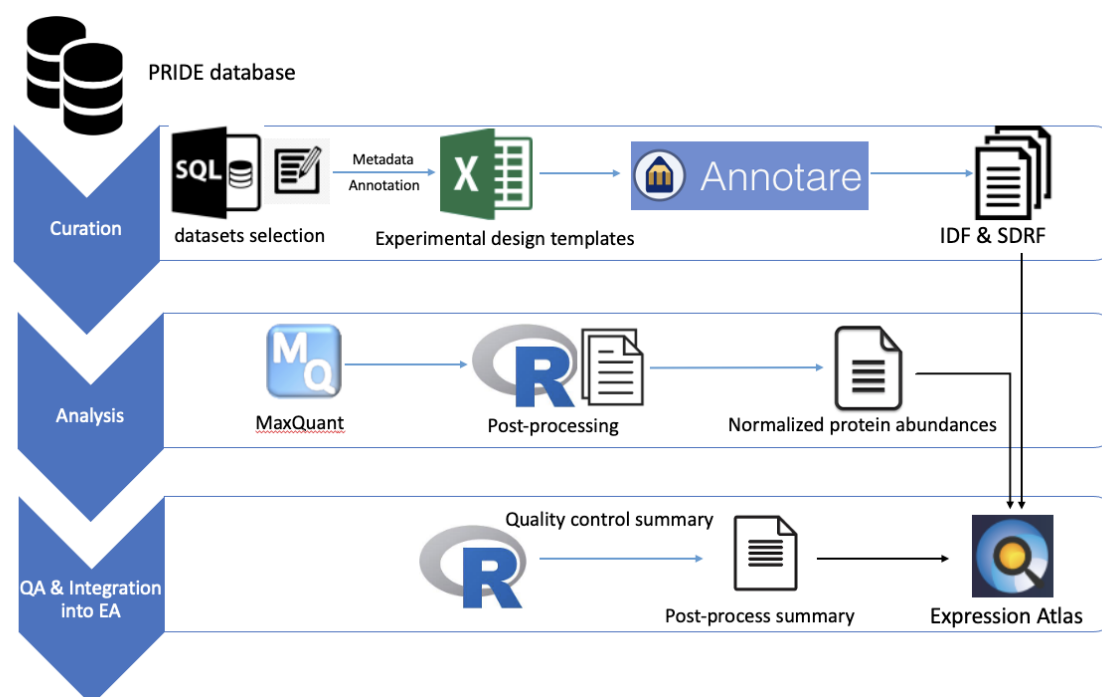 PRIDE database
SQL
Metadata
Annotation
X
Annotare
datasets selection
Experimental design templates
IDF & SDRF
Curation
M
Q
R
MaxQuant
Post-processing
Normalized protein abundances
Analysis
Quality control summary
R
Post-process summary
Expression Atlas
QA & Integration
into EA